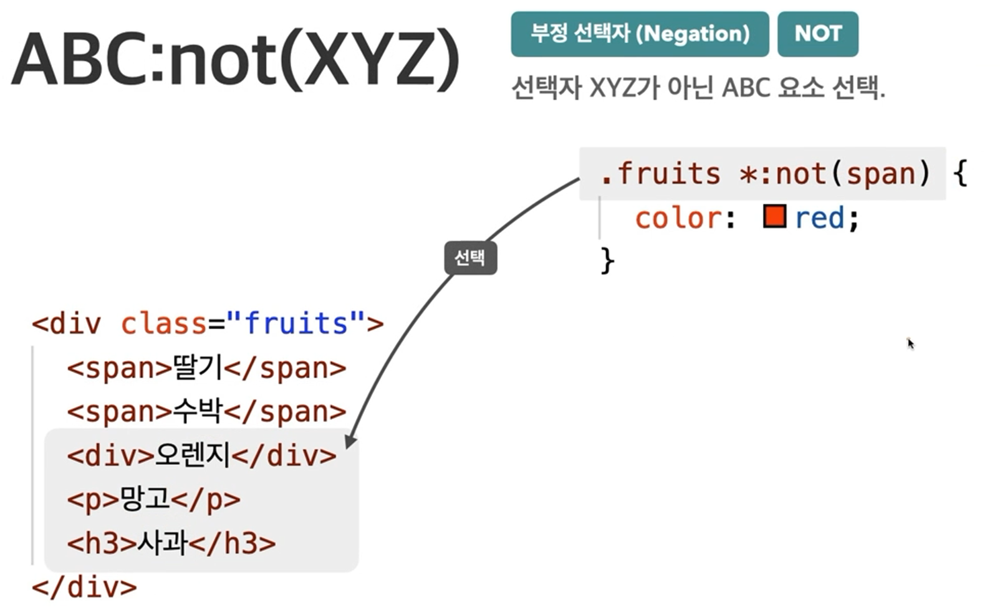 ABC:not(XYZ)
부정 선택자 (Negation) NOT
선택자 XYZ가 아닌 ABC 요소 선택.
.fruits *:not(span) {
color: red;
}
선택
<div class="fruits">
<span>딸기</span>
<span>수박</span>
<div>오렌지</div>
<p>망고</p>
<h3>사과</h3>
</div>